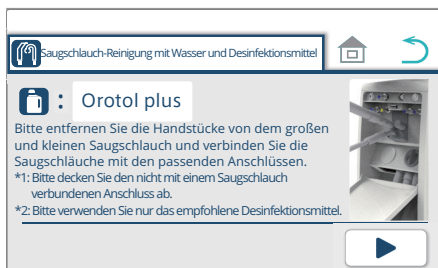 Saugschlauch-Reinigung mit Wasser und Desinfektionsmittel
: Orotol plus
Bitte entfernen Sie die Handstücke von dem großen
und kleinen Saugschlauch und verbinden Sie die
Saugschläuche mit den passenden Anschlüssen.
*1: Bitte decken Sie den nicht mit einem Saugschlauch
verbundenen Anschluss ab.
*2: Bitte verwenden Sie nur das empfohlene Desinfektionsmittel.